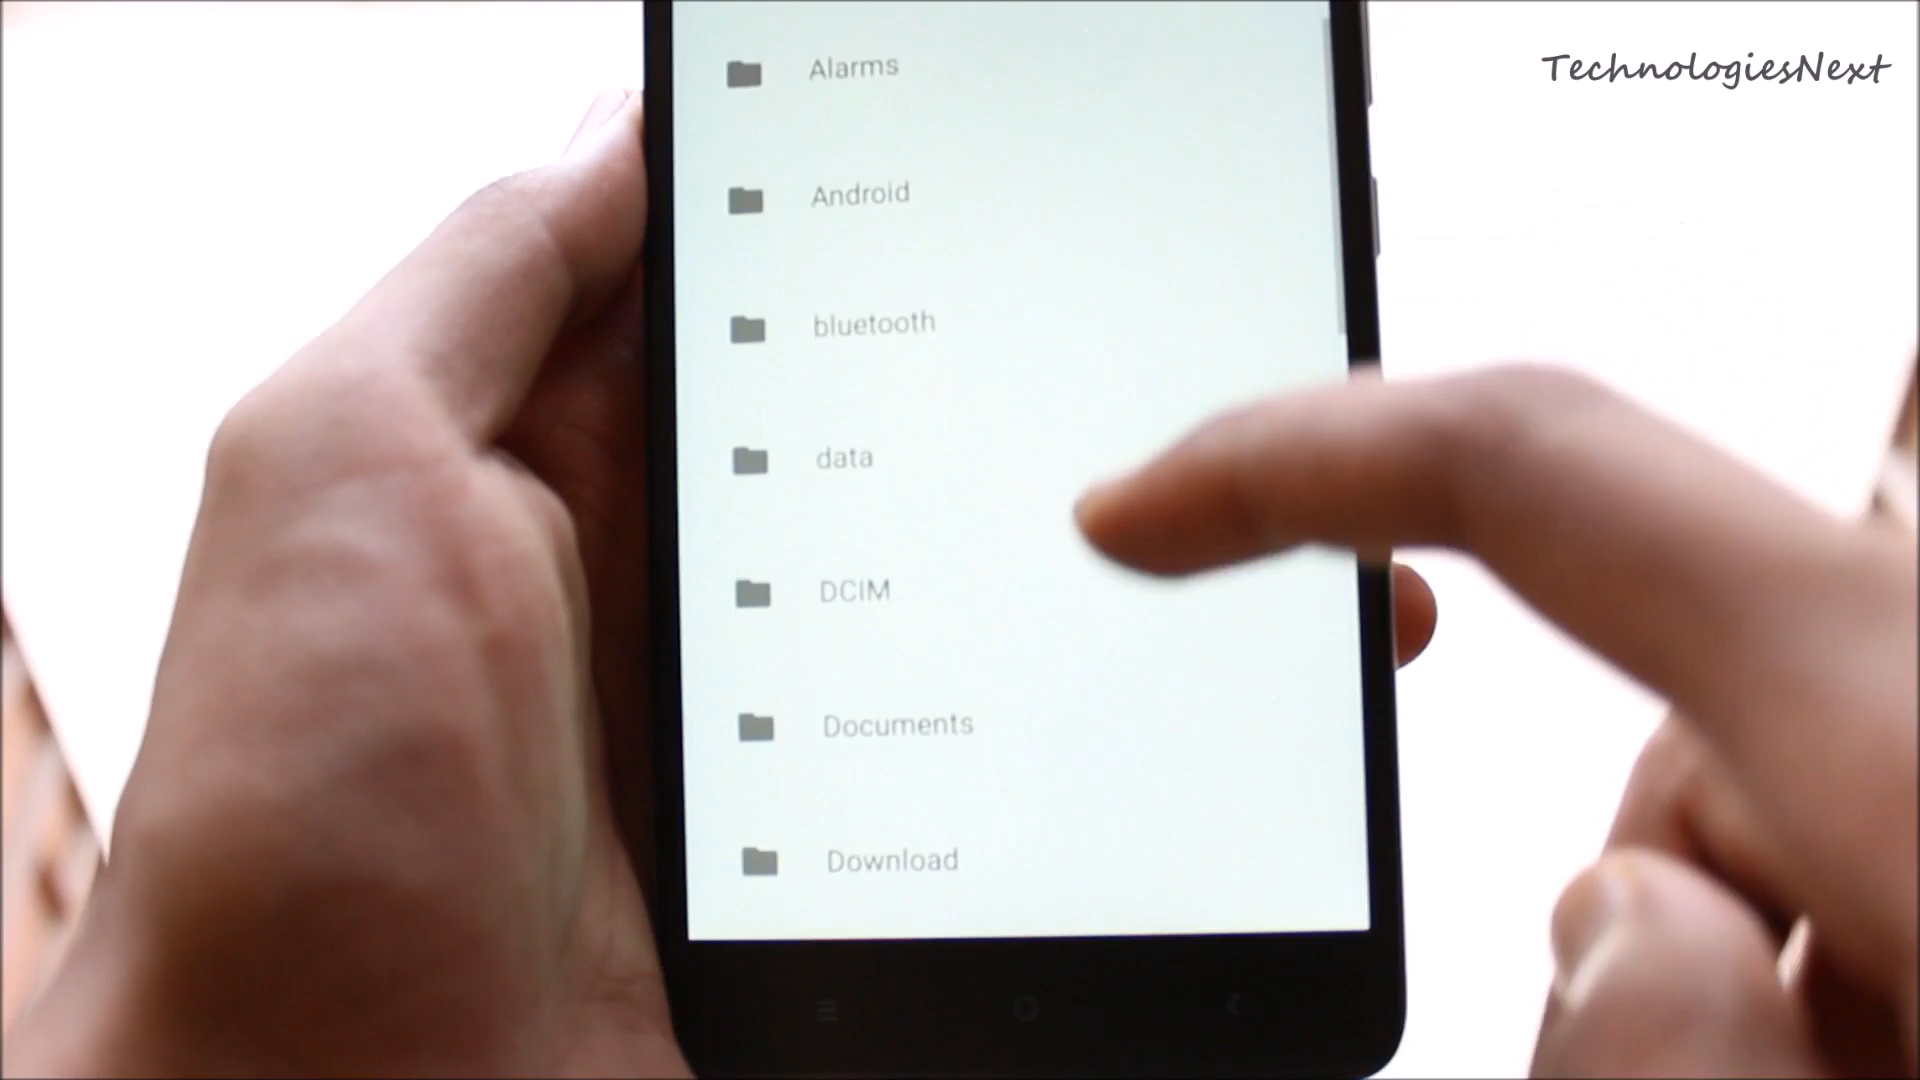 TechnologiesNext
Alarms
Android
bluetooth
data
DCIM
Documents
Download